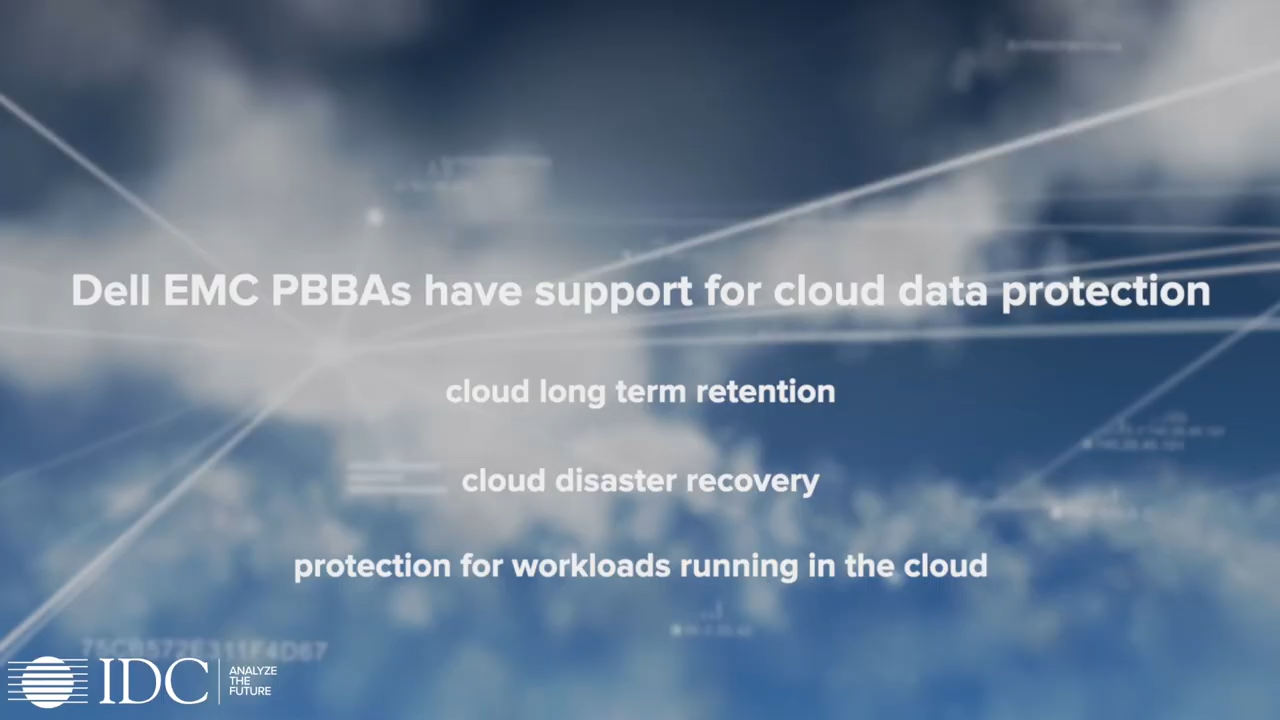 Dell EMC PBBAs have support for cloud data protection
cloud long term retention
cloud disaster recovery
protection for workloads running in the cloud
IDC
ANALYZE
THE
FUTURE